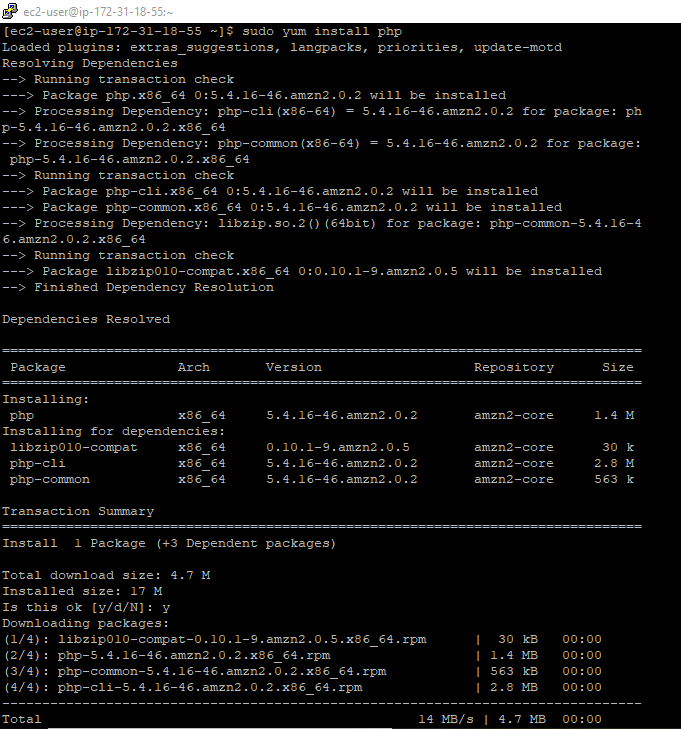 ec2-user@ip-172-31-18-55:~
[ec2-user@ip-172-31-18-55 ~]$ sudo yum install php
Loaded plugins: extras_suggestions, langpacks, priorities, update-motd
Resolving Dependencies
--> Running transaction check
---> Package php.x86_64 0:5.4.16-46.amzn2.0.2 will be installed
--> Processing Dependency: php-cli(x86-64) = 5.4.16-46.amzn2.0.2 for package: ph
p-5.4.16-46.amzn2.0.2.x86_64
--> Processing Dependency: php-common(x86-64) = 5.4.16-46.amzn2.0.2 for package:
 php-5.4.16-46.amzn2.0.2.x86_64
--> Running transaction check
---> Package php-cli.x86_64 0:5.4.16-46.amzn2.0.2 will be installed
---> Package php-common.x86_64 0:5.4.16-46.amzn2.0.2 will be installed
--> Processing Dependency: libzip.so.2()(64bit) for package: php-common-5.4.16-4
6.amzn2.0.2.x86_64
--> Running transaction check
---> Package libzip010-compat.x86_64 0:0.10.1-9.amzn2.0.5 will be installed
--> Finished Dependency Resolution
Dependencies Resolved
================================================================================
 Package              Arch       Version                   Repository      Size
================================================================================
Installing:
 php                  x86_64     5.4.16-46.amzn2.0.2       amzn2-core     1.4 M
Installing for dependencies:
 libzip010-compat     x86_64     0.10.1-9.amzn2.0.5        amzn2-core      30 k
 php-cli              x86_64     5.4.16-46.amzn2.0.2       amzn2-core     2.8 M
 php-common           x86_64     5.4.16-46.amzn2.0.2       amzn2-core     563 k
Transaction Summary
================================================================================
Install  1 Package (+3 Dependent packages)
Total download size: 4.7 M
Installed size: 17 M
Is this ok [y/d/N]: y
Downloading packages:
(1/4): libzip010-compat-0.10.1-9.amzn2.0.5.x86_64.rpm      |  30 kB   00:00
(2/4): php-5.4.16-46.amzn2.0.2.x86_64.rpm                  | 1.4 MB   00:00
(3/4): php-common-5.4.16-46.amzn2.0.2.x86_64.rpm           | 563 kB   00:00
(4/4): php-cli-5.4.16-46.amzn2.0.2.x86_64.rpm              | 2.8 MB   00:00
--------------------------------------------------------------------------------
Total                                               14 MB/s | 4.7 MB  00:00